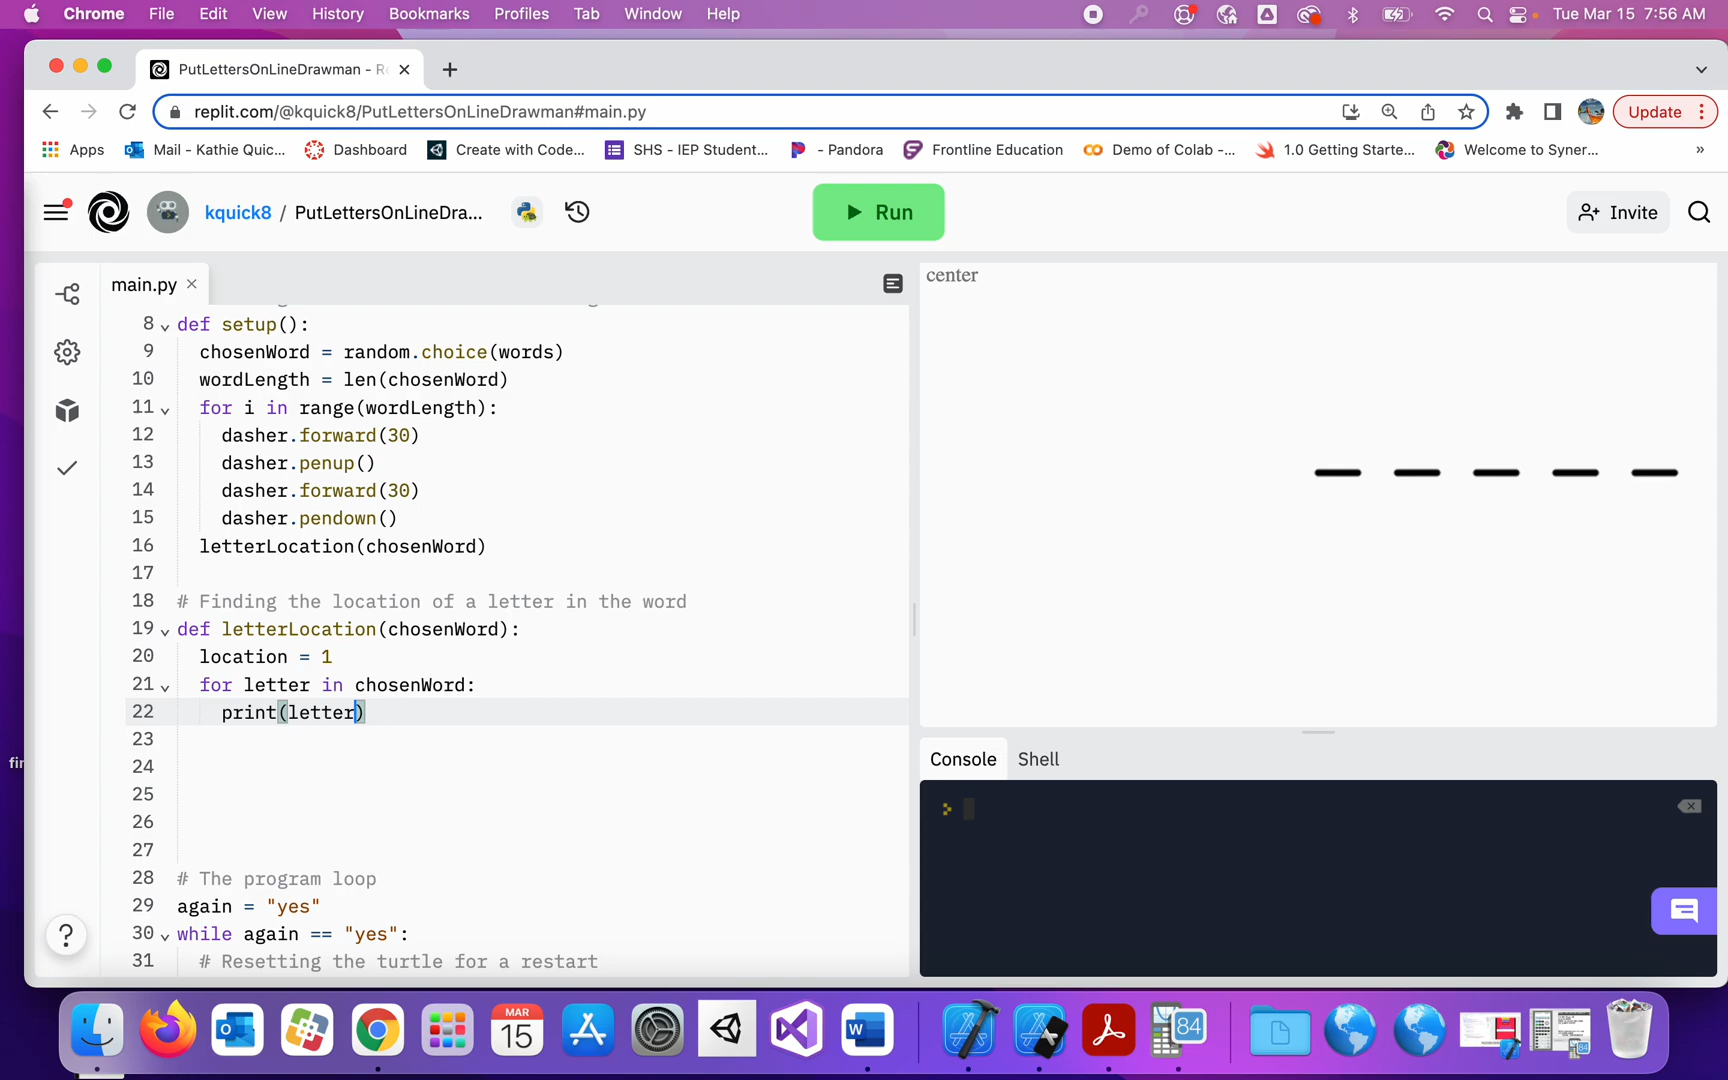 Chrome File Edit View History Bookmarks Profiles Tab Window Help Tue Mar 15 7:56 AM
PutLettersOnLineDrawman - R
replit.com/@kquick8/PutLettersOnLineDrawman#main.py Update
Apps Mail - Kathie Quic... Dashboard Create with Code... SHS - IEP Student... - Pandora Frontline Education Demo of Colab -... 1.0 Getting Starte... Welcome to Syner... »
kquick8 / PutLettersOnLineDra... Run Invite
main.py
center
8 def setup():
9 chosenWord = random.choice(words)
10 wordLength = len(chosenWord)
11 for i in range(wordLength):
12 dasher.forward(30)
13 dasher.penup()
14 dasher.forward(30)
15 dasher.pendown()
16 letterLocation(chosenWord)
17
18 # Finding the location of a letter in the word
19 def letterLocation(chosenWord):
20 location = 1
21 for letter in chosenWord:
22 print(letter)
23
24
25
26
27
28 # The program loop
29 again = "yes"
30 while again == "yes":
31 # Resetting the turtle for a restart
Console Shell
?
MAR
15
W
84